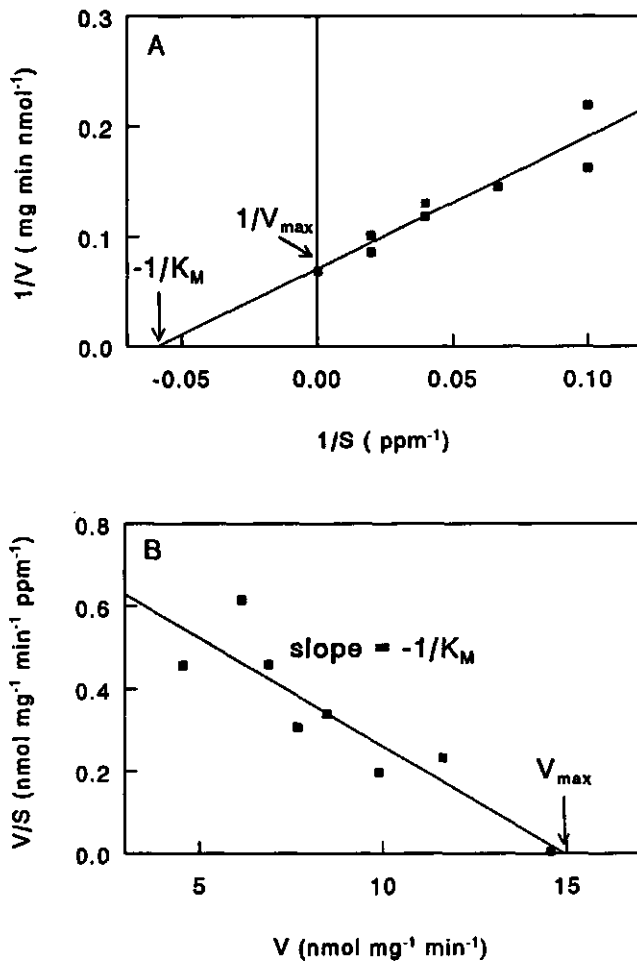 A
0.3
0.2
0.1
0.0
1/V ( mg min nmol⁻¹)
1/Vmax
-1/KM
-0.05 0.00 0.05 0.10
1/S ( ppm⁻¹)
B
0.8
0.6
0.4
0.2
0.0
V/S (nmol mg⁻¹ min⁻¹ ppm⁻¹)
slope = -1/KM
Vmax
5 10 15
V (nmol mg⁻¹ min⁻¹)